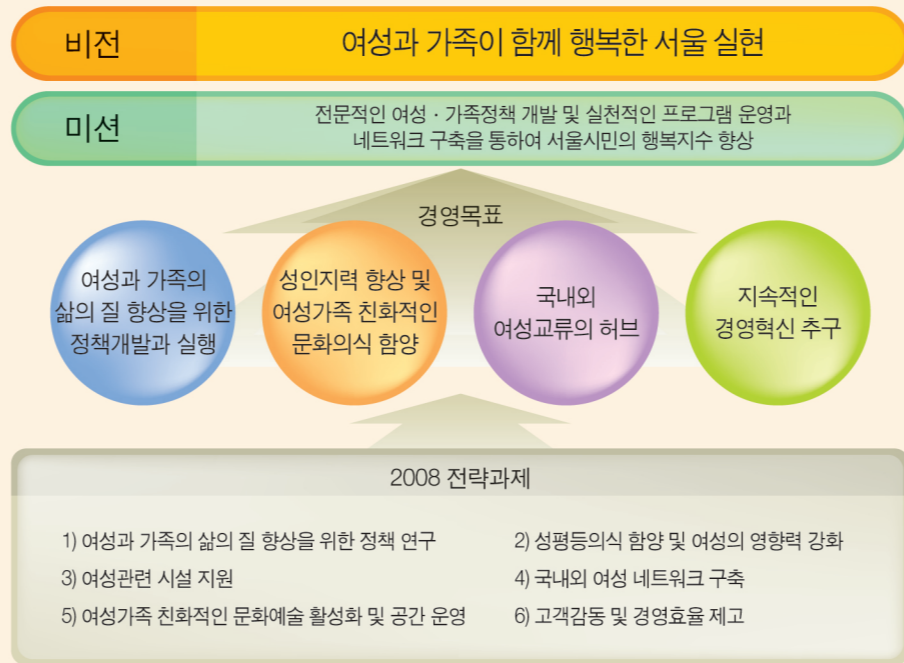 비전
여성과 가족이 함께 행복한 서울 실현
미션
전문적인 여성 · 가족정책 개발 및 실천적인 프로그램 운영과
네트워크 구축을 통하여 서울시민의 행복지수 향상
경영목표
여성과 가족의
삶의 질 향상을 위한
정책개발과 실행
성인지력 향상 및
여성가족 친화적인
문화의식 함양
국내외
여성교류의 허브
지속적인
경영혁신 추구
2008 전략과제
1) 여성과 가족의 삶의 질 향상을 위한 정책 연구
2) 성평등의식 함양 및 여성의 영향력 강화
3) 여성관련 시설 지원
4) 국내외 여성 네트워크 구축
5) 여성가족 친화적인 문화예술 활성화 및 공간 운영
6) 고객감동 및 경영효율 제고